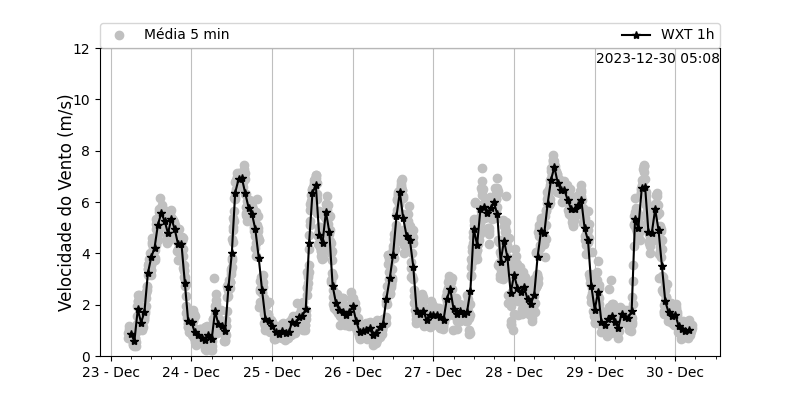 Média 5 min
WXT 1h
2023-12-30 05:08
Velocidade do Vento (m/s)
12
10
8
6
4
2
0
23 - Dec
24 - Dec
25 - Dec
26 - Dec
27 - Dec
28 - Dec
29 - Dec
30 - Dec